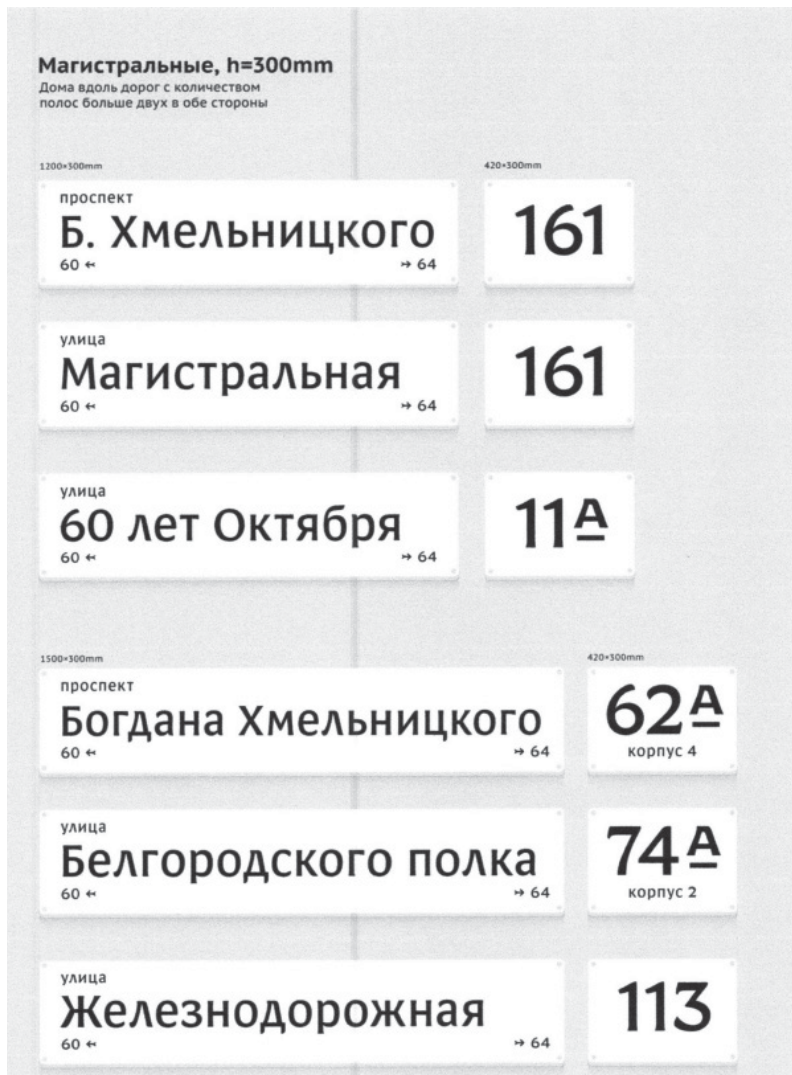 Магистральные, h=300mm
Дома вдоль дорог с количеством
полос больше двух в обе стороны
1200×300mm 420×300mm
проспект
Б. Хмельницкого 161
60 ↢ ↣ 64
улица
Магистральная 161
60 ↢ ↣ 64
улица
60 лет Октября 11А
60 ↢ ↣ 64
1500×300mm 420×300mm
проспект
Богдана Хмельницкого 62А
60 ↢ ↣ 64 корпус 4
улица
Белгородского полка 74А
60 ↢ ↣ 64 корпус 2
улица
Железнодорожная 113
60 ↢ ↣ 64